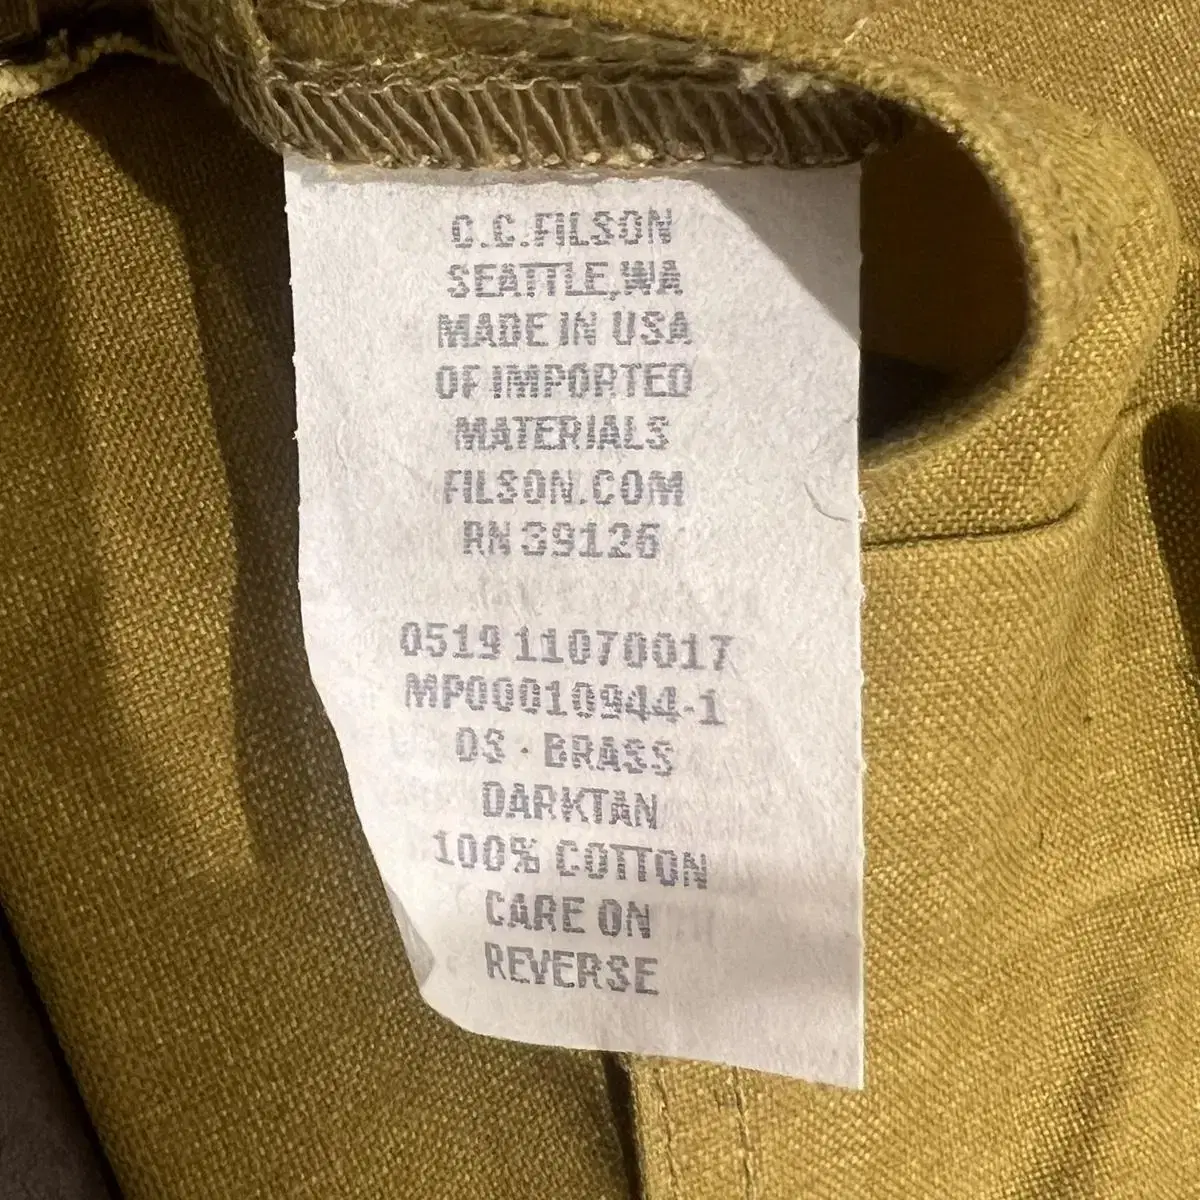 C.C.FILSON
SEATTLE,WA
MADE IN USA
OF IMPORTED
MATERIALS
FILSON.COM
RN 39126
0519 11070017
MP00010944-1
DS - BRASS
DARKTAN
100% COTTON
CARE ON
REVERSE